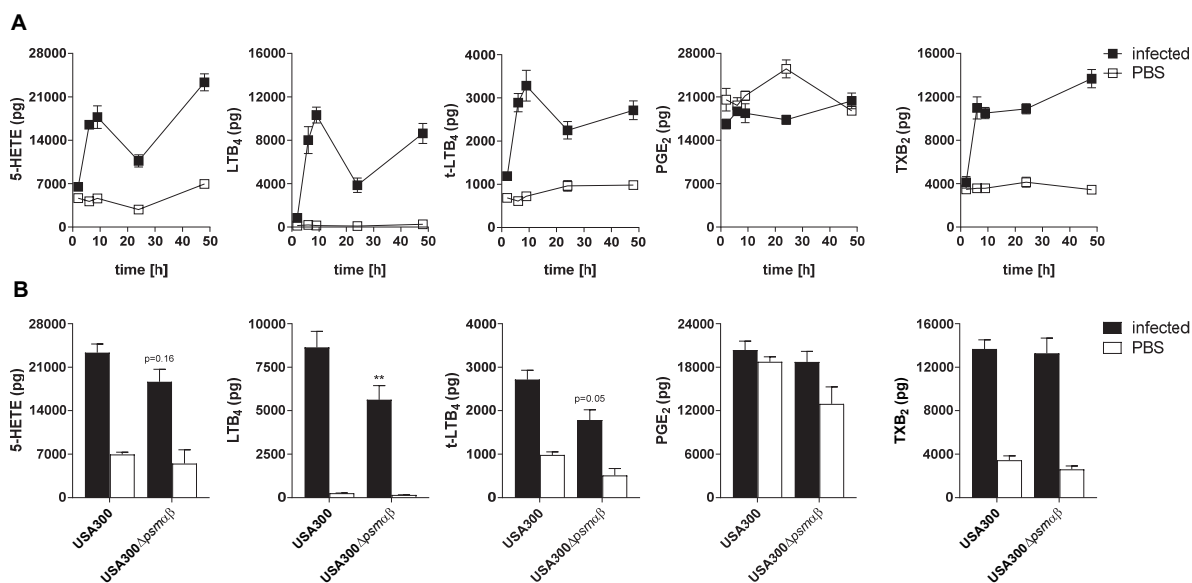 A
28000
21000
14000
7000
0
5-HETE (pg)
0 10 20 30 40 50
time [h]
16000
12000
8000
4000
0
LTB4 (pg)
0 10 20 30 40 50
time [h]
4000
3000
2000
1000
0
t-LTB4 (pg)
0 10 20 30 40 50
time [h]
28000
21000
14000
7000
0
PGE2 (pg)
0 10 20 30 40 50
time [h]
16000
12000
8000
4000
0
TXB2 (pg)
0 10 20 30 40 50
time [h]
infected
PBS
B
28000
21000
14000
7000
0
5-HETE (pg)
p=0.16
USA300
USA300Δpsmαβ
10000
7500
5000
2500
0
LTB4 (pg)
**
USA300
USA300Δpsmαβ
4000
3000
2000
1000
0
t-LTB4 (pg)
p=0.05
USA300
USA300Δpsmαβ
24000
18000
12000
6000
0
PGE2 (pg)
USA300
USA300Δpsmαβ
16000
12000
8000
4000
0
TXB2 (pg)
USA300
USA300Δpsmαβ
infected
PBS